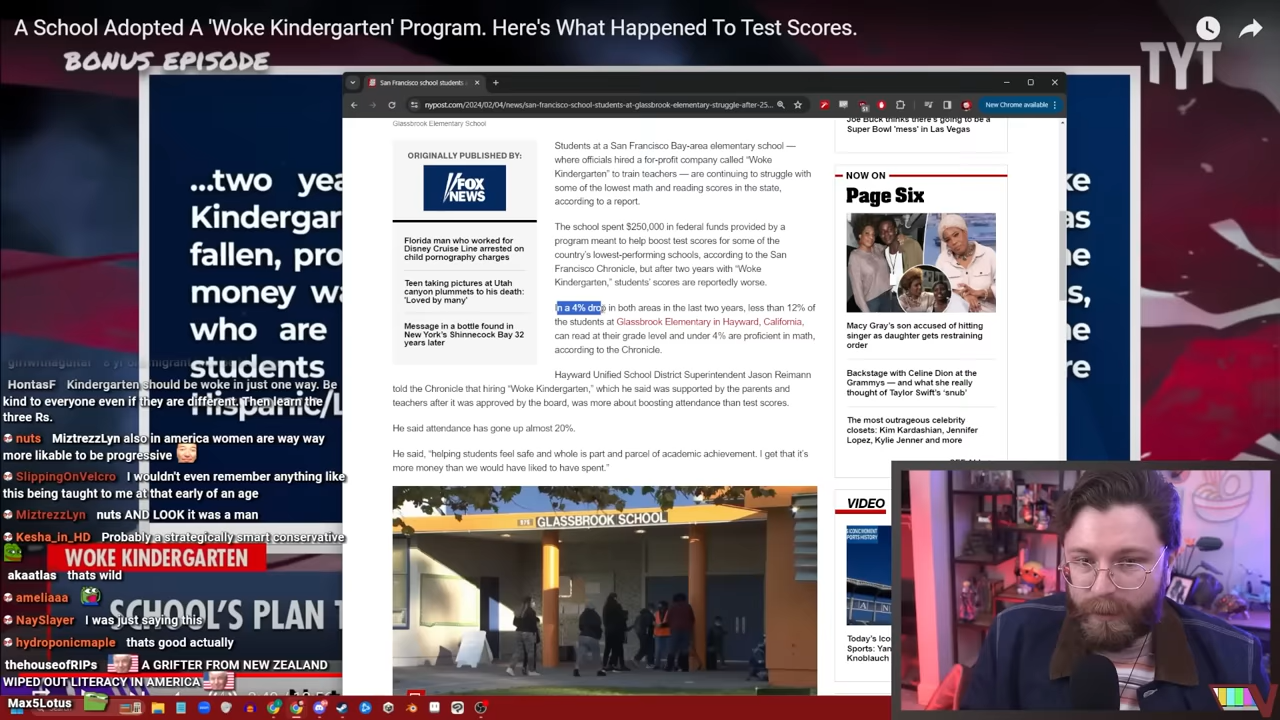 A School Adopted A 'Woke Kindergarten' Program. Here's What Happened To Test Scores.
BONUS EPISODE
TYT
San Francisco school students
New Chrome available
nypost.com/2024/02/04/news/san-francisco-school-students-at-glassbrook-elementary-struggle-after-25...
Glassbrook Elementary School
ORIGINALLY PUBLISHED BY:
FOX
NEWS
Florida man who worked for
Disney Cruise Line arrested on
child pornography charges
Teen taking pictures at Utah
canyon plummets to his death:
'Loved by many'
Message in a bottle found in
New York's Shinnecock Bay 32
years later
Students at a San Francisco Bay-area elementary school —
where officials hired a for-profit company called "Woke
Kindergarten" to train teachers — are continuing to struggle with
some of the lowest math and reading scores in the state,
according to a report.
The school spent $250,000 in federal funds provided by a
program meant to help boost test scores for some of the
country's lowest-performing schools, according to the San
Francisco Chronicle, but after two years with "Woke
Kindergarten," students' scores are reportedly worse.
In a 4% drop in both areas in the last two years, less than 12% of
the students at Glassbrook Elementary in Hayward, California,
can read at their grade level and under 4% are proficient in math,
according to the Chronicle.
Hayward Unified School District Superintendent Jason Reimann
told the Chronicle that hiring "Woke Kindergarten," which he said was supported by the parents and
teachers after it was approved by the board, was more about boosting attendance than test scores.
He said attendance has gone up almost 20%.
He said, "helping students feel safe and whole is part and parcel of academic achievement. I get that it's
more money than we would have liked to have spent."
GLASSBROOK SCHOOL
Joe Buck thinks there's going to be a
Super Bowl 'mess' in Las Vegas
NOW ON
Page Six
Macy Gray's son accused of hitting
singer as daughter gets restraining
order
Backstage with Celine Dion at the
Grammys — and what she really
thought of Taylor Swift's 'snub'
The most outrageous celebrity
closets: Kim Kardashian, Jennifer
Lopez, Kylie Jenner and more
VIDEO
Today's
Sports:
Knoblauch
...two
Kindergar
fallen, pro
money wa
who are
Hispanic/L
HontasF Kindergarten should be woke in just one way. Be
kind to everyone even if they are different. Then learn the
three Rs.
nuts MiztrezzLyn also in america women are way way
more likable to be progressive
SlippingOnVelcro I wouldn't even remember anything like
this being taught to me at that early of an age
MiztrezzLyn nuts AND LOOK it was a man
Kesha_in_HD Probably a strategically smart conservative
akaatlas thats wild
ameliaaa
NaySlayer I was just saying this
hydroponicmaple thats good actually
thehouseofRIPs A GRIFTER FROM NEW ZEALAND
WIPED OUT LITERACY IN AMERICA
Max5Lotus
WOKE KINDERGARTEN
SCHOOL'S PLAN T